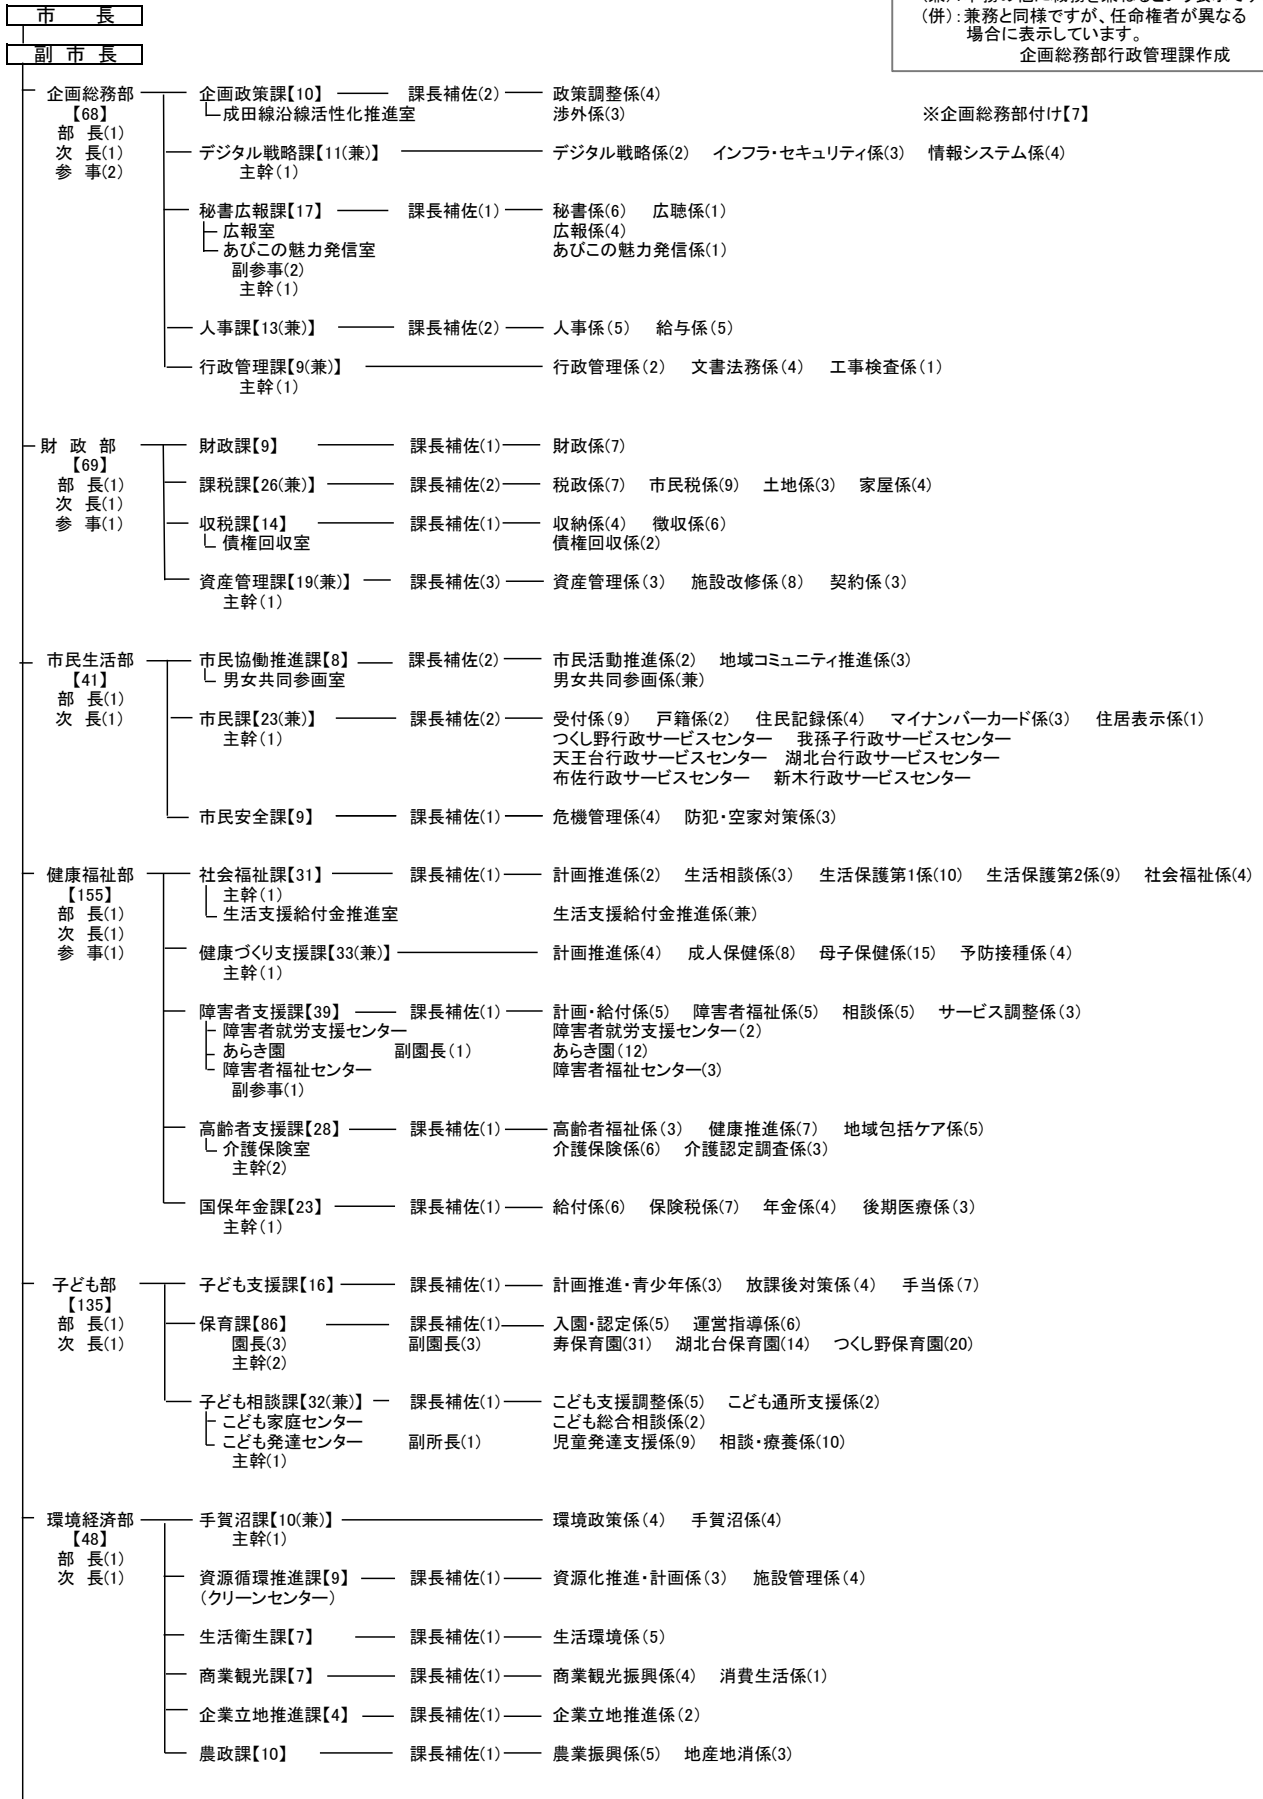 (併)：兼務と同様ですが、任命権者が異なる
場合に表示しています。
企画総務部行政管理課作成
市　長
副 市 長
企画総務部 企画政策課【10】 課長補佐(2) 政策調整係(4)
【68】 成田線沿線活性化推進室 渉外係(3) ※企画総務部付け【7】
部 長(1)
次 長(1) デジタル戦略課【11(兼)】 デジタル戦略係(2) インフラ・セキュリティ係(3) 情報システム係(4)
参 事(2) 主幹(1)
秘書広報課【17】 課長補佐(1) 秘書係(6) 広聴係(1)
広報室 広報係(4)
あびこの魅力発信室 あびこの魅力発信係(1)
副参事(2)
主幹(1)
人事課【13(兼)】 課長補佐(2) 人事係(5) 給与係(5)
行政管理課【9(兼)】 行政管理係(2) 文書法務係(4) 工事検査係(1)
主幹(1)
財 政 部 財政課【9】 課長補佐(1) 財政係(7)
【69】
部 長(1) 課税課【26(兼)】 課長補佐(2) 税政係(7) 市民税係(9) 土地係(3) 家屋係(4)
次 長(1)
参 事(1) 収税課【14】 課長補佐(1) 収納係(4) 徴収係(6)
債権回収室 債権回収係(2)
資産管理課【19(兼)】 課長補佐(3) 資産管理係(3) 施設改修係(8) 契約係(3)
主幹(1)
市民生活部 市民協働推進課【8】 課長補佐(2) 市民活動推進係(2) 地域コミュニティ推進係(3)
【41】 男女共同参画室 男女共同参画係(兼)
部 長(1)
次 長(1) 市民課【23(兼)】 課長補佐(2) 受付係(9) 戸籍係(2) 住民記録係(4) マイナンバーカード係(3) 住居表示係(1)
主幹(1) つくし野行政サービスセンター 我孫子行政サービスセンター
天王台行政サービスセンター 湖北台行政サービスセンター
布佐行政サービスセンター 新木行政サービスセンター
市民安全課【9】 課長補佐(1) 危機管理係(4) 防犯・空家対策係(3)
健康福祉部 社会福祉課【31】 課長補佐(1) 計画推進係(2) 生活相談係(3) 生活保護第1係(10) 生活保護第2係(9) 社会福祉係(4)
【155】 主幹(1)
部 長(1) 生活支援給付金推進室 生活支援給付金推進係(兼)
次 長(1)
参 事(1) 健康づくり支援課【33(兼)】 計画推進係(4) 成人保健係(8) 母子保健係(15) 予防接種係(4)
主幹(1)
障害者支援課【39】 課長補佐(1) 計画・給付係(5) 障害者福祉係(5) 相談係(5) サービス調整係(3)
障害者就労支援センター 障害者就労支援センター(2)
あらき園 副園長(1) あらき園(12)
障害者福祉センター 障害者福祉センター(3)
副参事(1)
高齢者支援課【28】 課長補佐(1) 高齢者福祉係(3) 健康推進係(7) 地域包括ケア係(5)
介護保険室 介護保険係(6) 介護認定調査係(3)
主幹(2)
国保年金課【23】 課長補佐(1) 給付係(6) 保険税係(7) 年金係(4) 後期医療係(3)
主幹(1)
子ども部 子ども支援課【16】 課長補佐(1) 計画推進・青少年係(3) 放課後対策係(4) 手当係(7)
【135】
部 長(1) 保育課【86】 課長補佐(1) 入園・認定係(5) 運営指導係(6)
次 長(1) 園長(3) 副園長(3) 寿保育園(31) 湖北台保育園(14) つくし野保育園(20)
主幹(2)
子ども相談課【32(兼)】 課長補佐(1) こども支援調整係(5) こども通所支援係(2)
こども家庭センター こども総合相談係(2)
こども発達センター 副所長(1) 児童発達支援係(9) 相談・療養係(10)
主幹(1)
環境経済部 手賀沼課【10(兼)】 環境政策係(4) 手賀沼係(4)
【48】 主幹(1)
部 長(1)
次 長(1) 資源循環推進課【9】 課長補佐(1) 資源化推進・計画係(3) 施設管理係(4)
(クリーンセンター)
生活衛生課【7】 課長補佐(1) 生活環境係(5)
商業観光課【7】 課長補佐(1) 商業観光振興係(4) 消費生活係(1)
企業立地推進課【4】 課長補佐(1) 企業立地推進係(2)
農政課【10】 課長補佐(1) 農業振興係(5) 地産地消係(3)